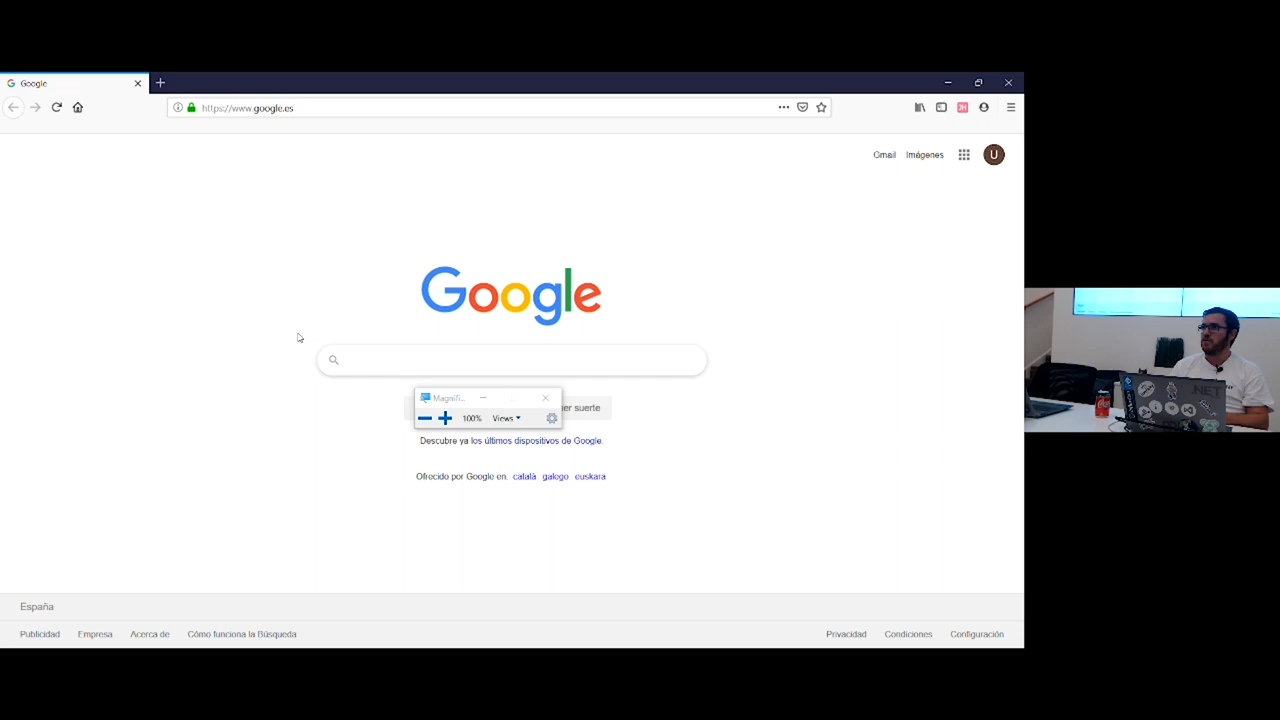 Google
https://www.google.es
Gmail Imágenes U
Google
Magnifi...
100% Views
er suerte
Descubre ya los últimos dispositivos de Google.
Ofrecido por Google en: català galego euskara
España
Publicidad Empresa Acerca de Cómo funciona la Búsqueda
Privacidad Condiciones Configuración
.NET